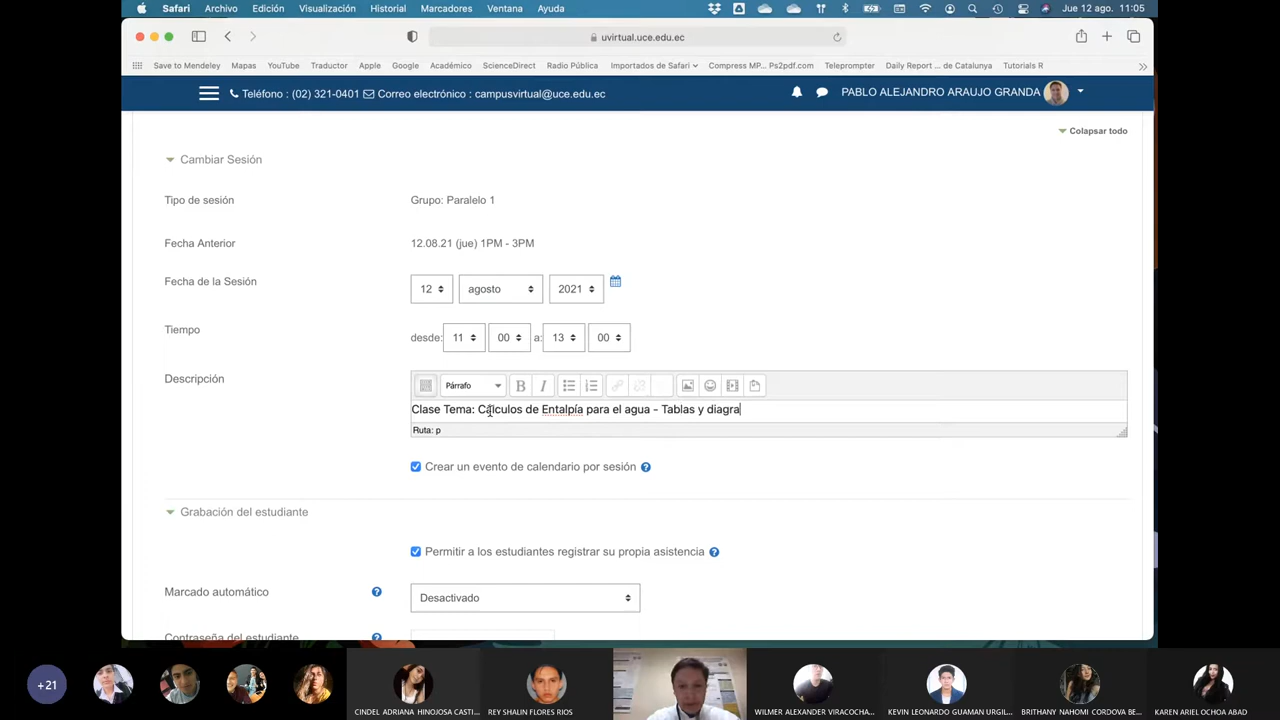 Safari Archivo Edición Visualización Historial Marcadores Ventana Ayuda Jue 12 ago. 11:05
uvirtual.uce.edu.ec
Save to Mendeley Mapas YouTube Traductor Apple Google Académico ScienceDirect Radio Pública Importados de Safari Compress MP... Ps2pdf.com Teleprompter Daily Report ... de Catalunya Tutorials R
Teléfono : (02) 321-0401 Correo electrónico : campusvirtual@uce.edu.ec PABLO ALEJANDRO ARAUJO GRANDA
Colapsar todo
Cambiar Sesión
Tipo de sesión Grupo: Paralelo 1
Fecha Anterior 12.08.21 (jue) 1PM - 3PM
Fecha de la Sesión 12 agosto 2021
Tiempo desde: 11 00 a: 13 00
Descripción Párrafo B I
Clase Tema: Cálculos de Entalpía para el agua - Tablas y diagra
Ruta: p
Crear un evento de calendario por sesión
Grabación del estudiante
Permitir a los estudiantes registrar su propia asistencia
Marcado automático Desactivado
Contraseña del estudiante
+21
CINDEL ADRIANA HINOJOSA CASTI... REY SHALIN FLORES RIOS WILMER ALEXANDER VIRACOCHA... KEVIN LEONARDO GUAMAN URGIL... BRITHANY NAHOMI CORDOVA BE... KAREN ARIEL OCHOA ABAD